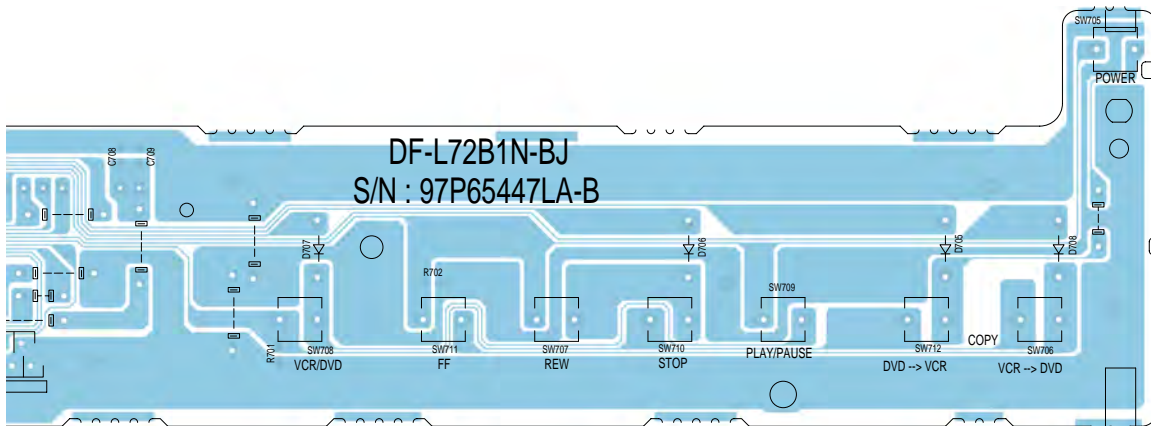 SW705
POWER
DF-L72B1N-BJ
S/N : 97P65447LA-B
C708
C709
D707
D706
D705
D708
R702
SW709
R701
SW708
SW711
SW707
SW710
PLAY/PAUSE
SW712
COPY
SW706
VCR/DVD
FF
REW
STOP
DVD --> VCR
VCR --> DVD